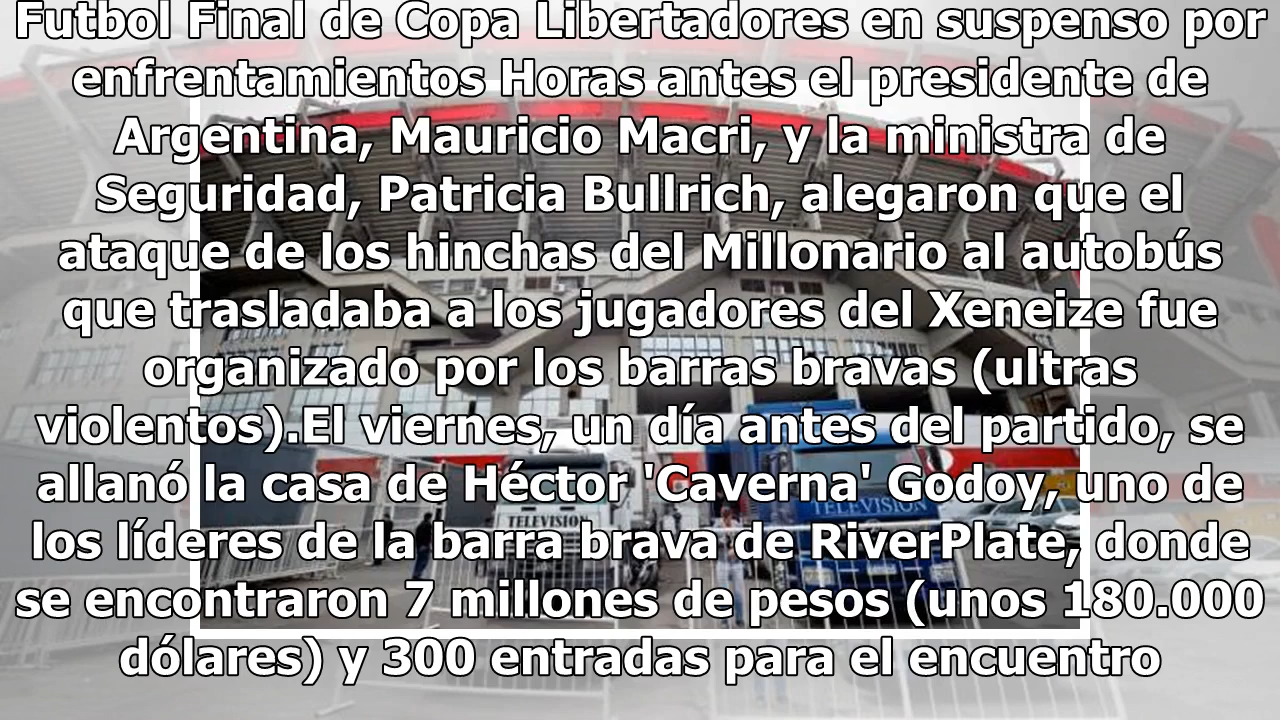 Futbol Final de Copa Libertadores en suspenso por
enfrentamientos Horas antes el presidente de
Argentina, Mauricio Macri, y la ministra de
Seguridad, Patricia Bullrich, alegaron que el
ataque de los hinchas del Millonario al autobús
que trasladaba a los jugadores del Xeneize fue
organizado por los barras bravas (ultras
violentos).El viernes, un día antes del partido, se
allanó la casa de Héctor 'Caverna' Godoy, uno de
los líderes de la barra brava de RiverPlate, donde
se encontraron 7 millones de pesos (unos 180.000
dólares) y 300 entradas para el encuentro
TELEVISION
TELEVISION